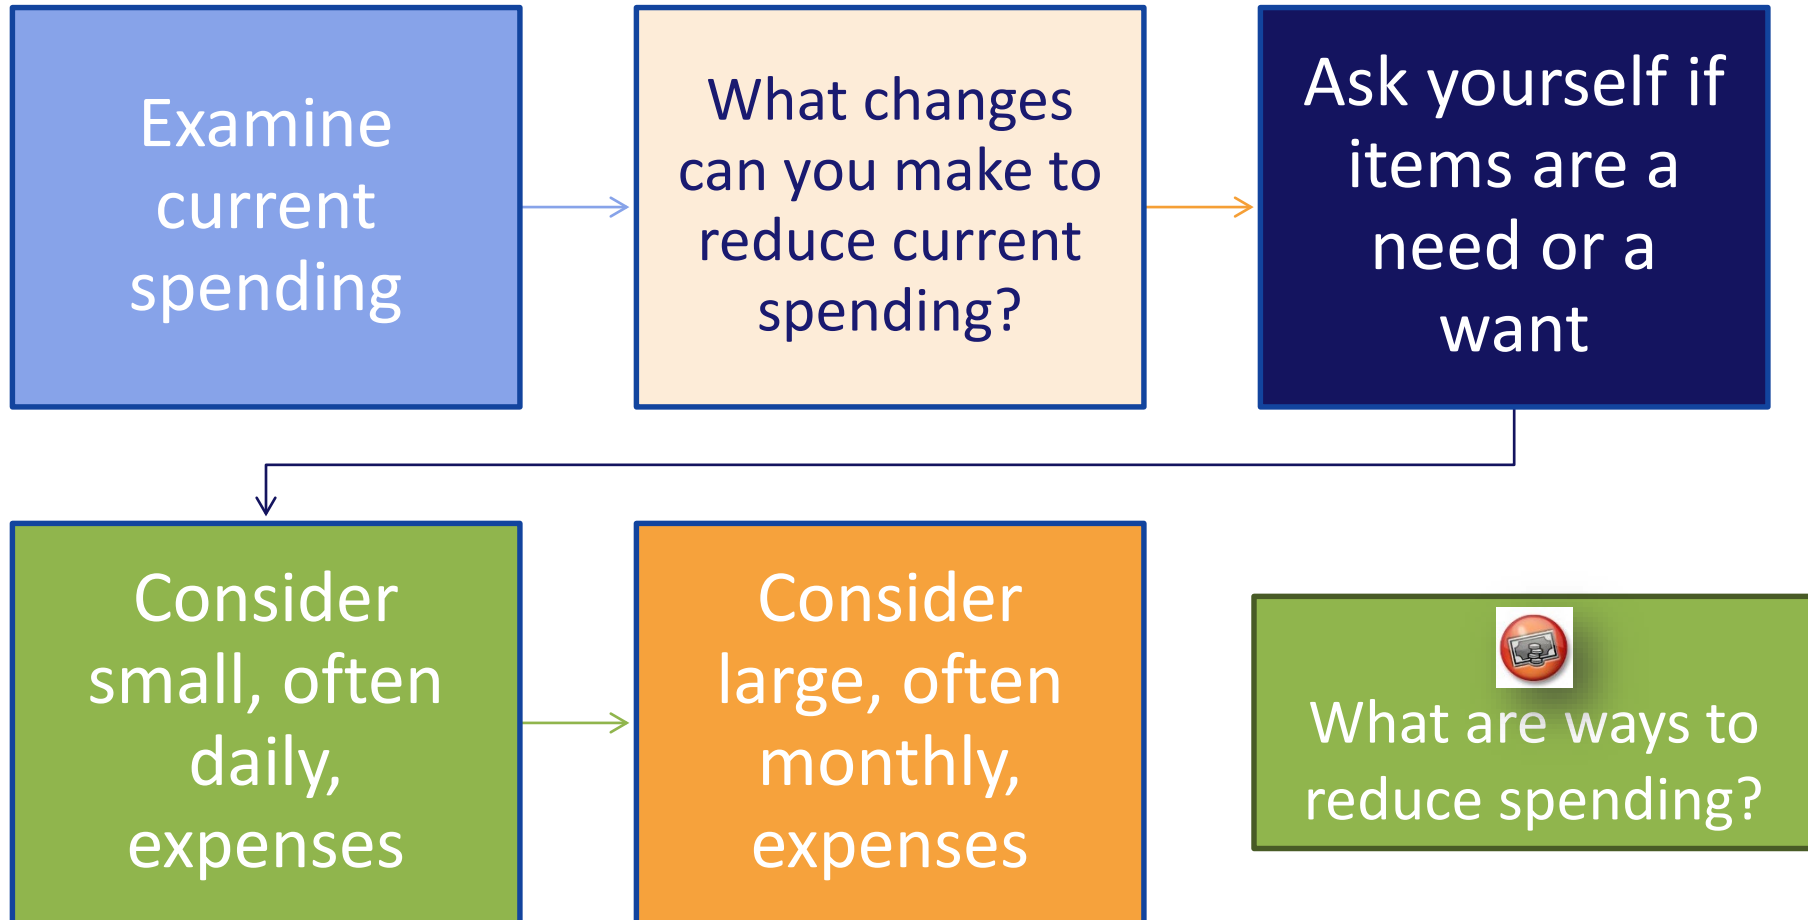 Examine
current
spending
What changes
can you make to
reduce current
spending?
Ask yourself if
items are a
need or a
want
Consider
small, often
daily,
expenses
Consider
large, often
monthly,
expenses
What are ways to
reduce spending?